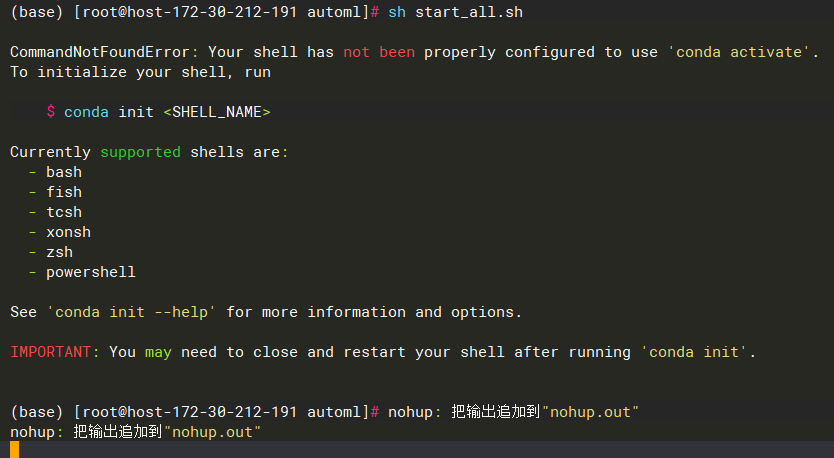 (base) [root@host-172-30-212-191 automl]# sh start_all.sh
CommandNotFoundError: Your shell has not been properly configured to use 'conda activate'.
To initialize your shell, run
$ conda init <SHELL_NAME>
Currently supported shells are:
- bash
- fish
- tcsh
- xonsh
- zsh
- powershell
See 'conda init --help' for more information and options.
IMPORTANT: You may need to close and restart your shell after running 'conda init'.
(base) [root@host-172-30-212-191 automl]# nohup: 把输出追加到"nohup.out"
nohup: 把输出追加到"nohup.out"